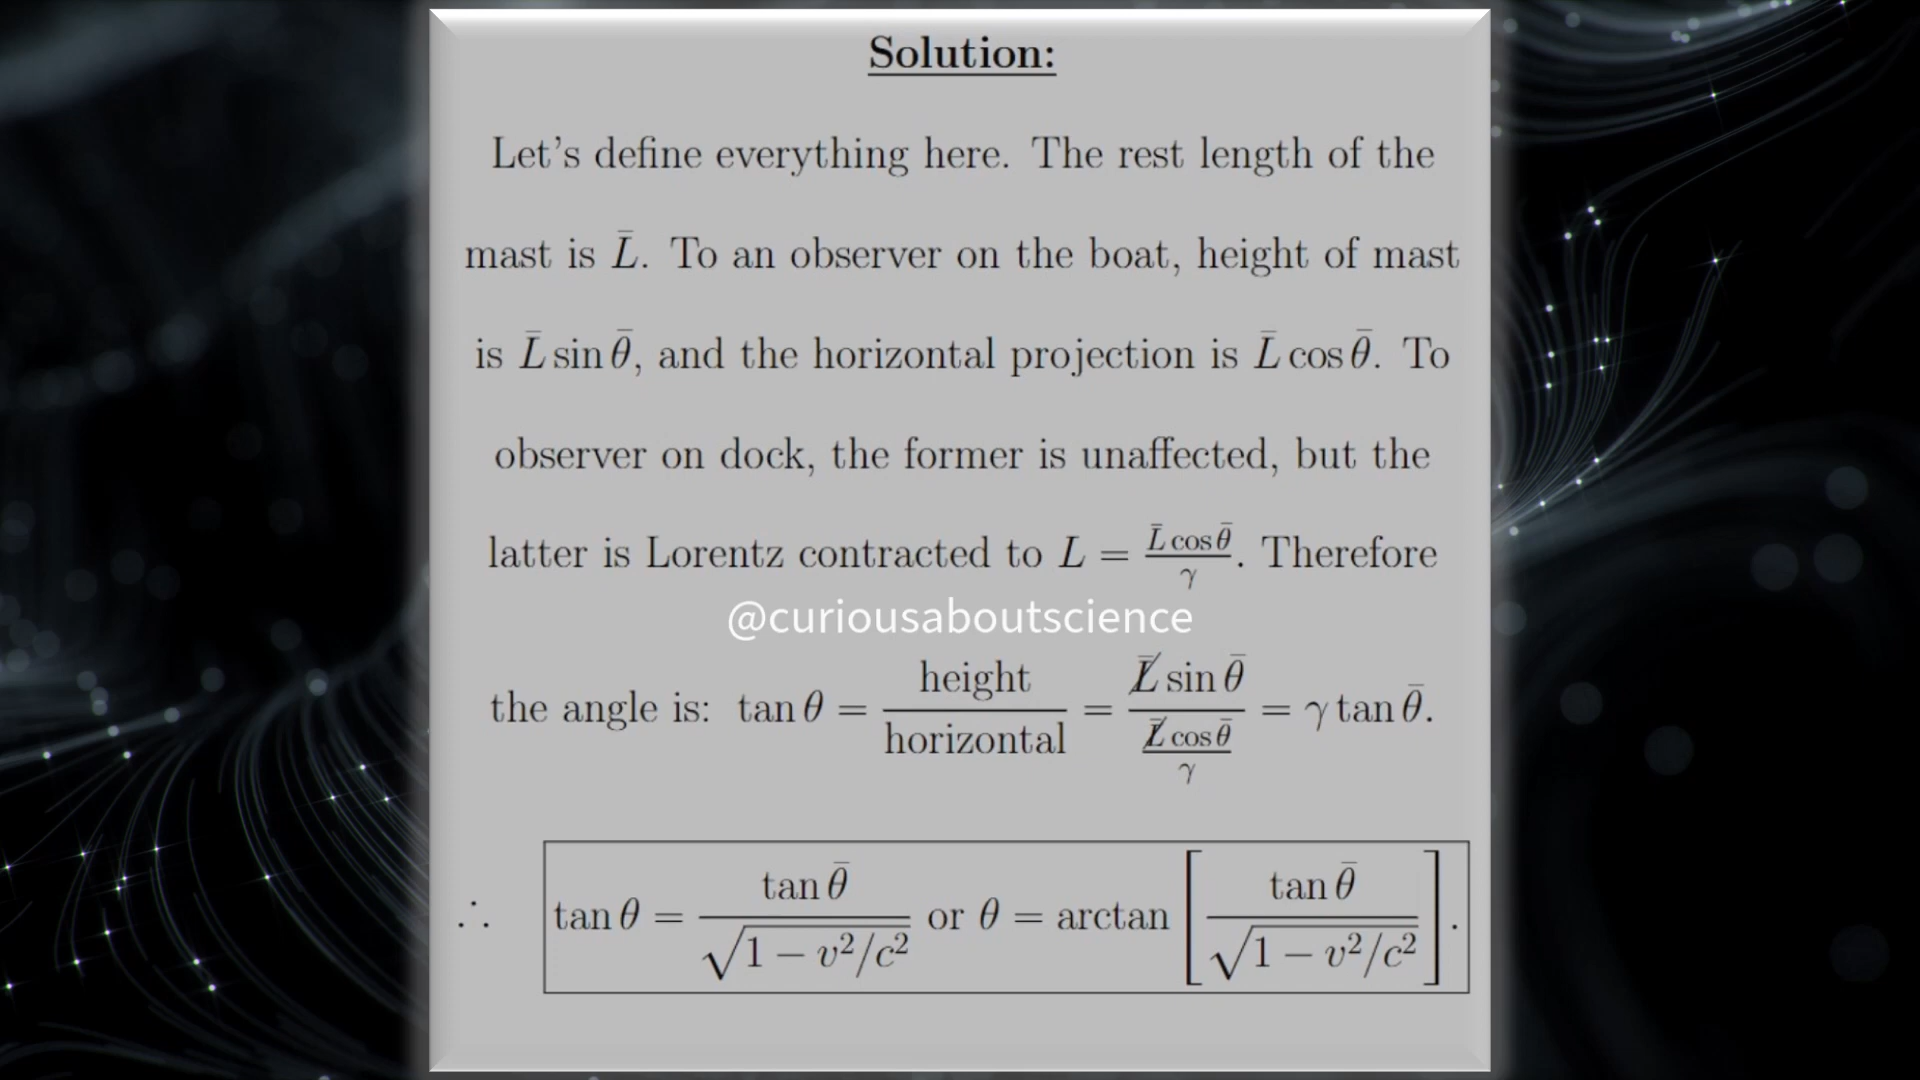 Solution:
Let's define everything here. The rest length of the
mast is L̄. To an observer on the boat, height of mast
is L̄ sin θ̄, and the horizontal projection is L̄ cos θ̄. To
observer on dock, the former is unaffected, but the
latter is Lorentz contracted to L = L̄ cos θ̄ / γ. Therefore
@curiousaboutscience
the angle is: tan θ = height / horizontal = L̄ sin θ̄ / (L̄ cos θ̄ / γ) = γ tan θ̄.
∴ tan θ = tan θ̄ / √(1 − v²/c²) or θ = arctan [ tan θ̄ / √(1 − v²/c²) ].